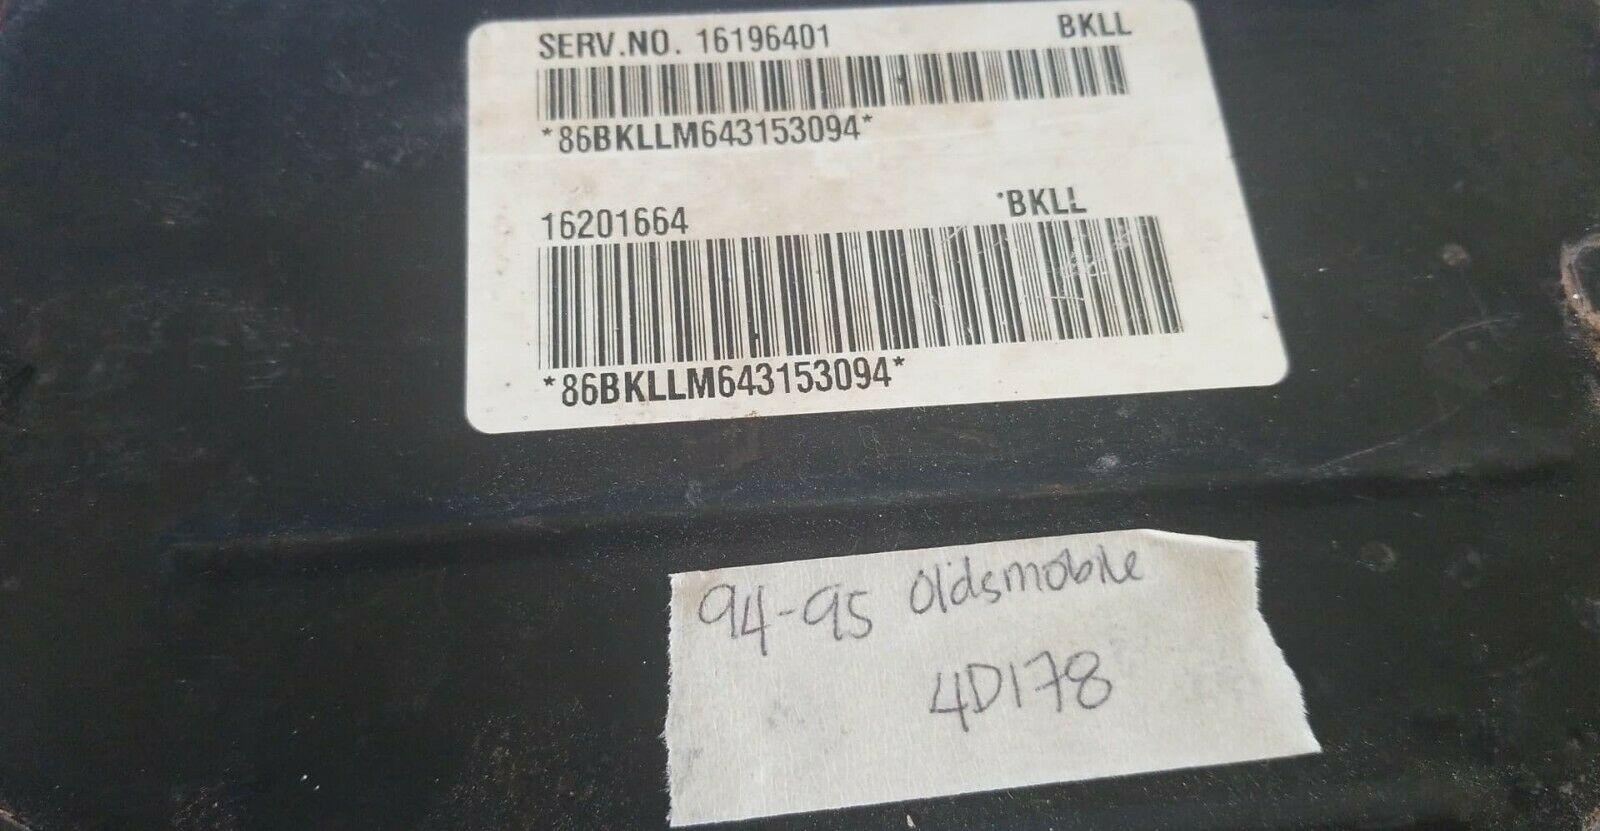 SERV.NO. 16196401 BKLL
*86BKLLM643153094*
16201664 *BKLL
*86BKLLM643153094*
94-95 Oldsmobile
4D178